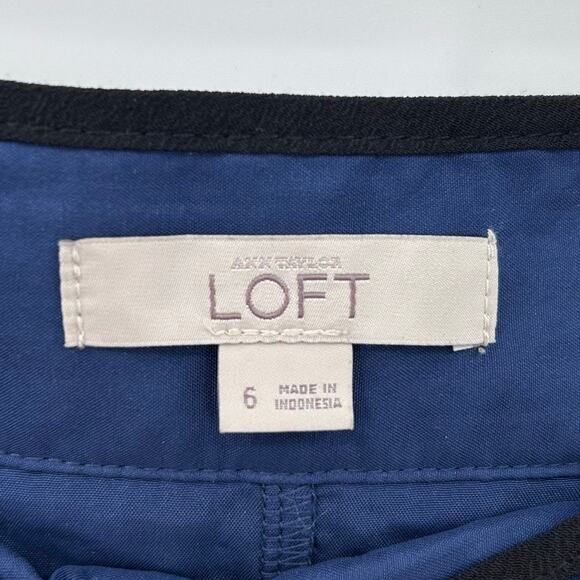 ANN TAYLOR
LOFT
6 MADE IN
INDONESIA